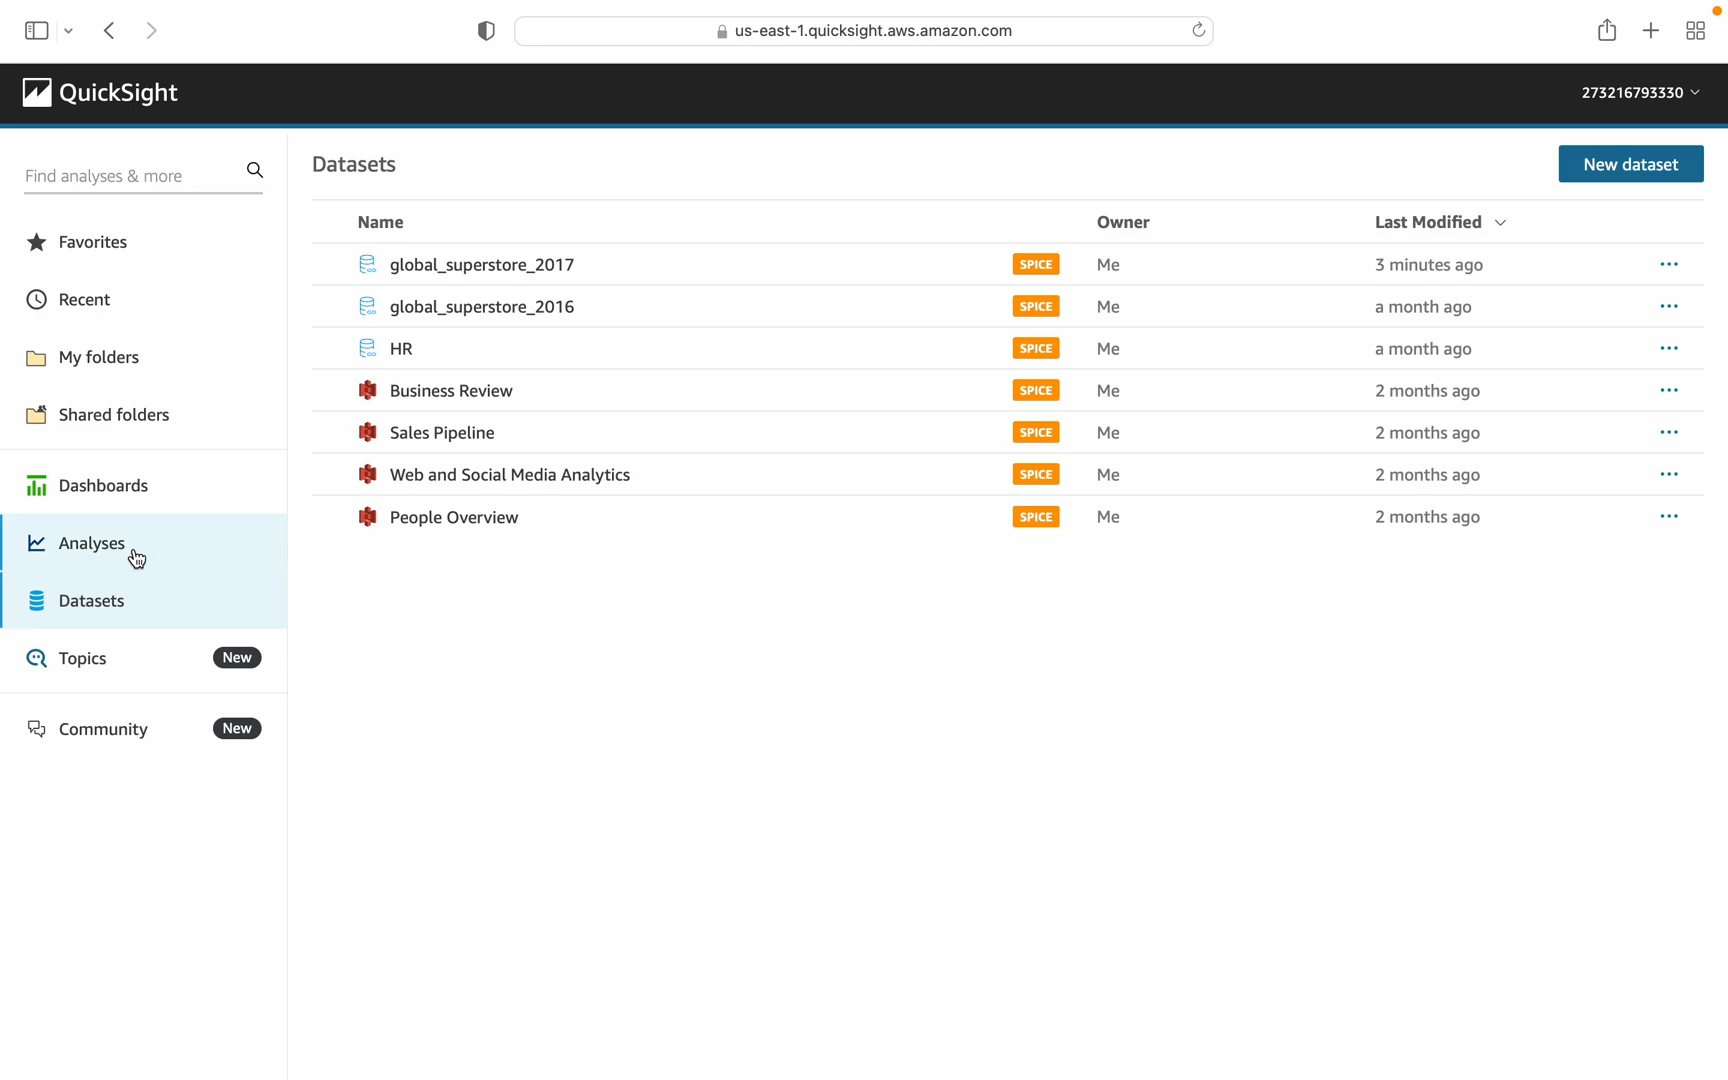 us-east-1.quicksight.aws.amazon.com
QuickSight
273216793330
Find analyses & more
Favorites
Recent
My folders
Shared folders
Dashboards
Analyses
Datasets
Topics New
Community New
Datasets
New dataset
Name Owner Last Modified
global_superstore_2017 SPICE Me 3 minutes ago
global_superstore_2016 SPICE Me a month ago
HR SPICE Me a month ago
Business Review SPICE Me 2 months ago
Sales Pipeline SPICE Me 2 months ago
Web and Social Media Analytics SPICE Me 2 months ago
People Overview SPICE Me 2 months ago